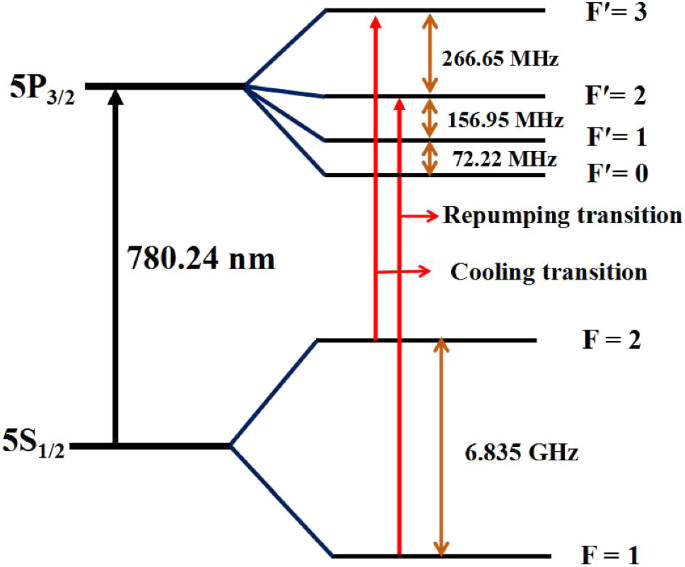 F′= 3
266.65 MHz
5P3/2
F′= 2
156.95 MHz
F′= 1
72.22 MHz
F′= 0
Repumping transition
780.24 nm
Cooling transition
F = 2
5S1/2
6.835 GHz
F = 1